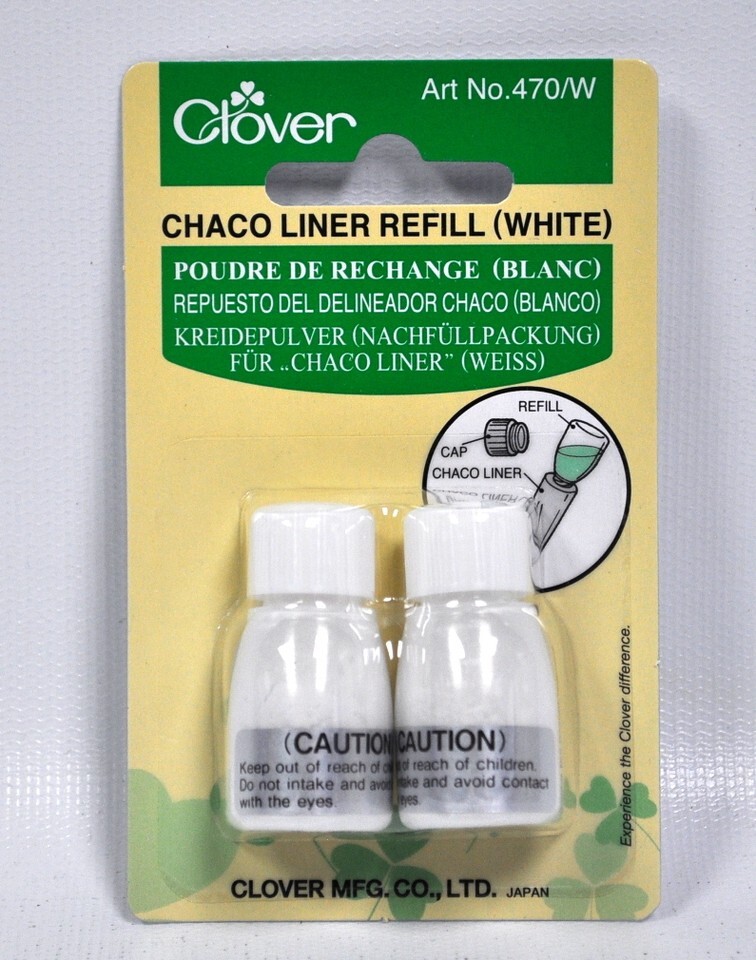 Clover
Art No.470/W
CHACO LINER REFILL (WHITE)
POUDRE DE RECHANGE (BLANC)
REPUESTO DEL DELINEADOR CHACO (BLANCO)
KREIDEPULVER (NACHFÜLLPACKUNG)
FÜR „CHACO LINER” (WEISS)
REFILL
CAP
CHACO LINER
(CAUTION
Keep out of reach of
Do not intake and avoid
with the eyes.
CAUTION)
of reach of children.
and avoid contact
eyes.
Experience the Clover difference.
CLOVER MFG. CO., LTD. JAPAN